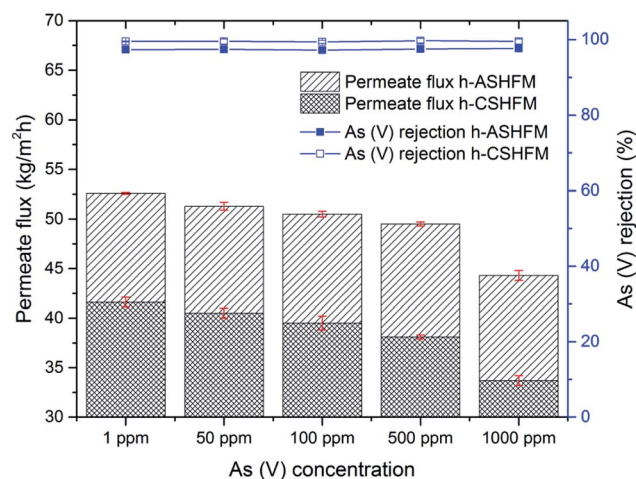 70
65
60
55
50
45
40
35
30
Permeate flux (kg/m²h)
Permeate flux h-ASHFM
Permeate flux h-CSHFM
As (V) rejection h-ASHFM
As (V) rejection h-CSHFM
100
80
60
40
20
0
As (V) rejection (%)
1 ppm 50 ppm 100 ppm 500 ppm 1000 ppm
As (V) concentration